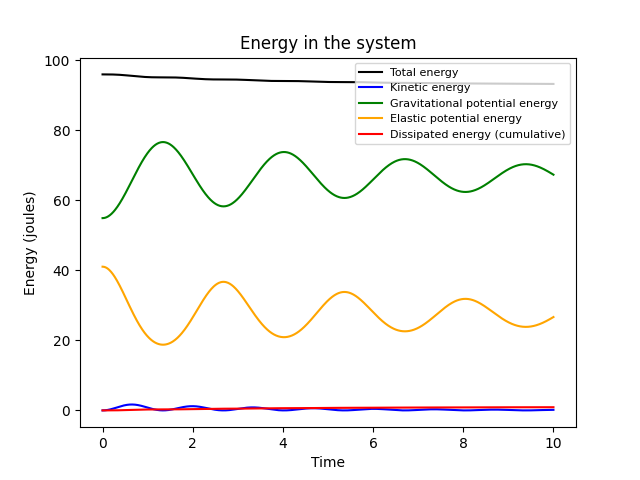 Energy in the system
Energy (joules)
100
80
60
40
20
0
Total energy
Kinetic energy
Gravitational potential energy
Elastic potential energy
Dissipated energy (cumulative)
0 2 4 6 8 10
Time